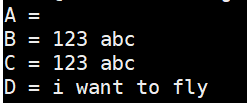 A =
B = 123 abc
C = 123 abc
D = i want to fly